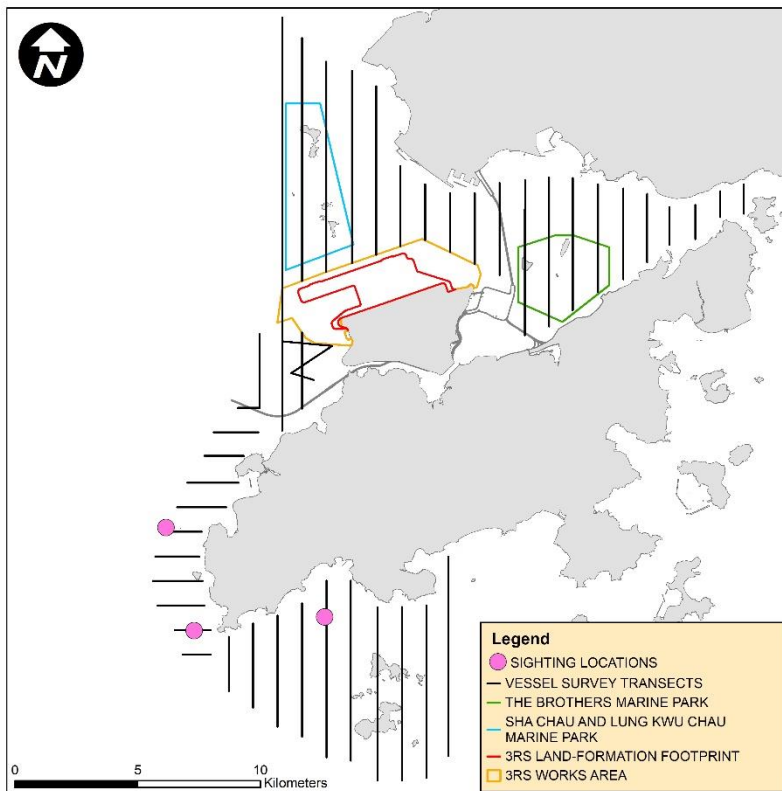 N
Legend
SIGHTING LOCATIONS
VESSEL SURVEY TRANSECTS
THE BROTHERS MARINE PARK
SHA CHAU AND LUNG KWU CHAU
MARINE PARK
3RS LAND-FORMATION FOOTPRINT
3RS WORKS AREA
0 5 10
Kilometers